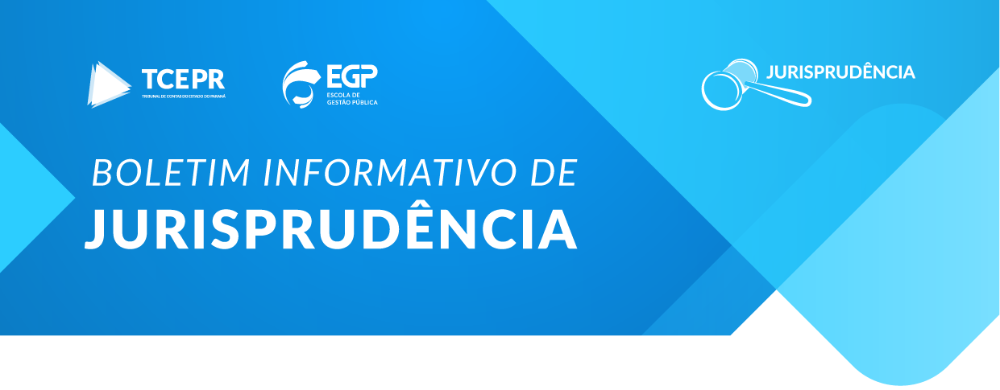 TCEPR
TRIBUNAL DE CONTAS DO ESTADO DO PARANÁ
EGP
ESCOLA DE
GESTÃO PÚBLICA
JURISPRUDÊNCIA
BOLETIM INFORMATIVO DE
JURISPRUDÊNCIA